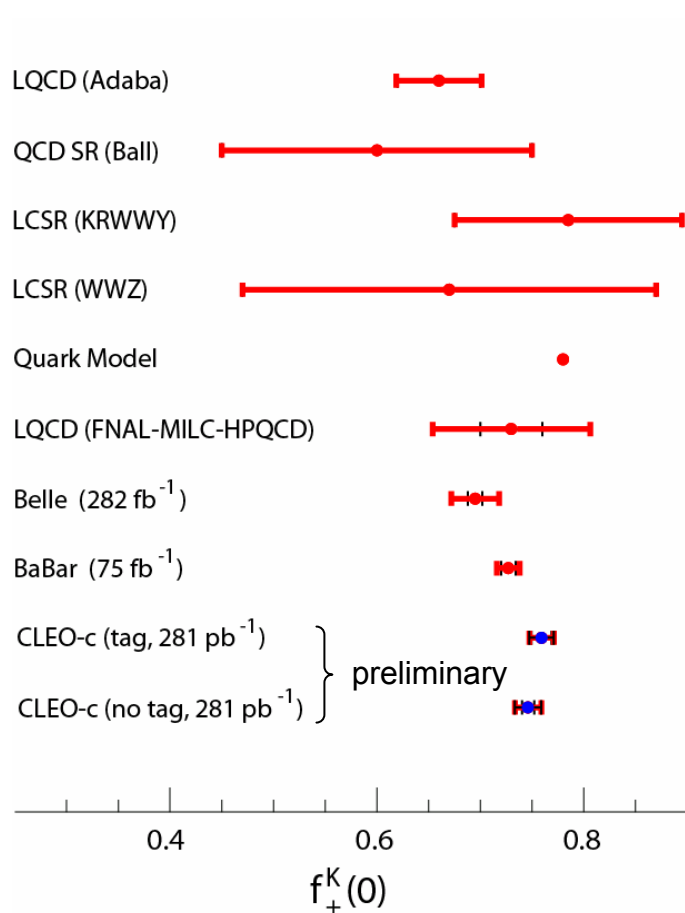 LQCD (Adaba)
QCD SR (Ball)
LCSR (KRWWY)
LCSR (WWZ)
Quark Model
LQCD (FNAL-MILC-HPQCD)
Belle (282 fb⁻¹)
BaBar (75 fb⁻¹)
CLEO-c (tag, 281 pb⁻¹)
preliminary
CLEO-c (no tag, 281 pb⁻¹)
0.4 0.6 0.8
f₊ᴷ(0)